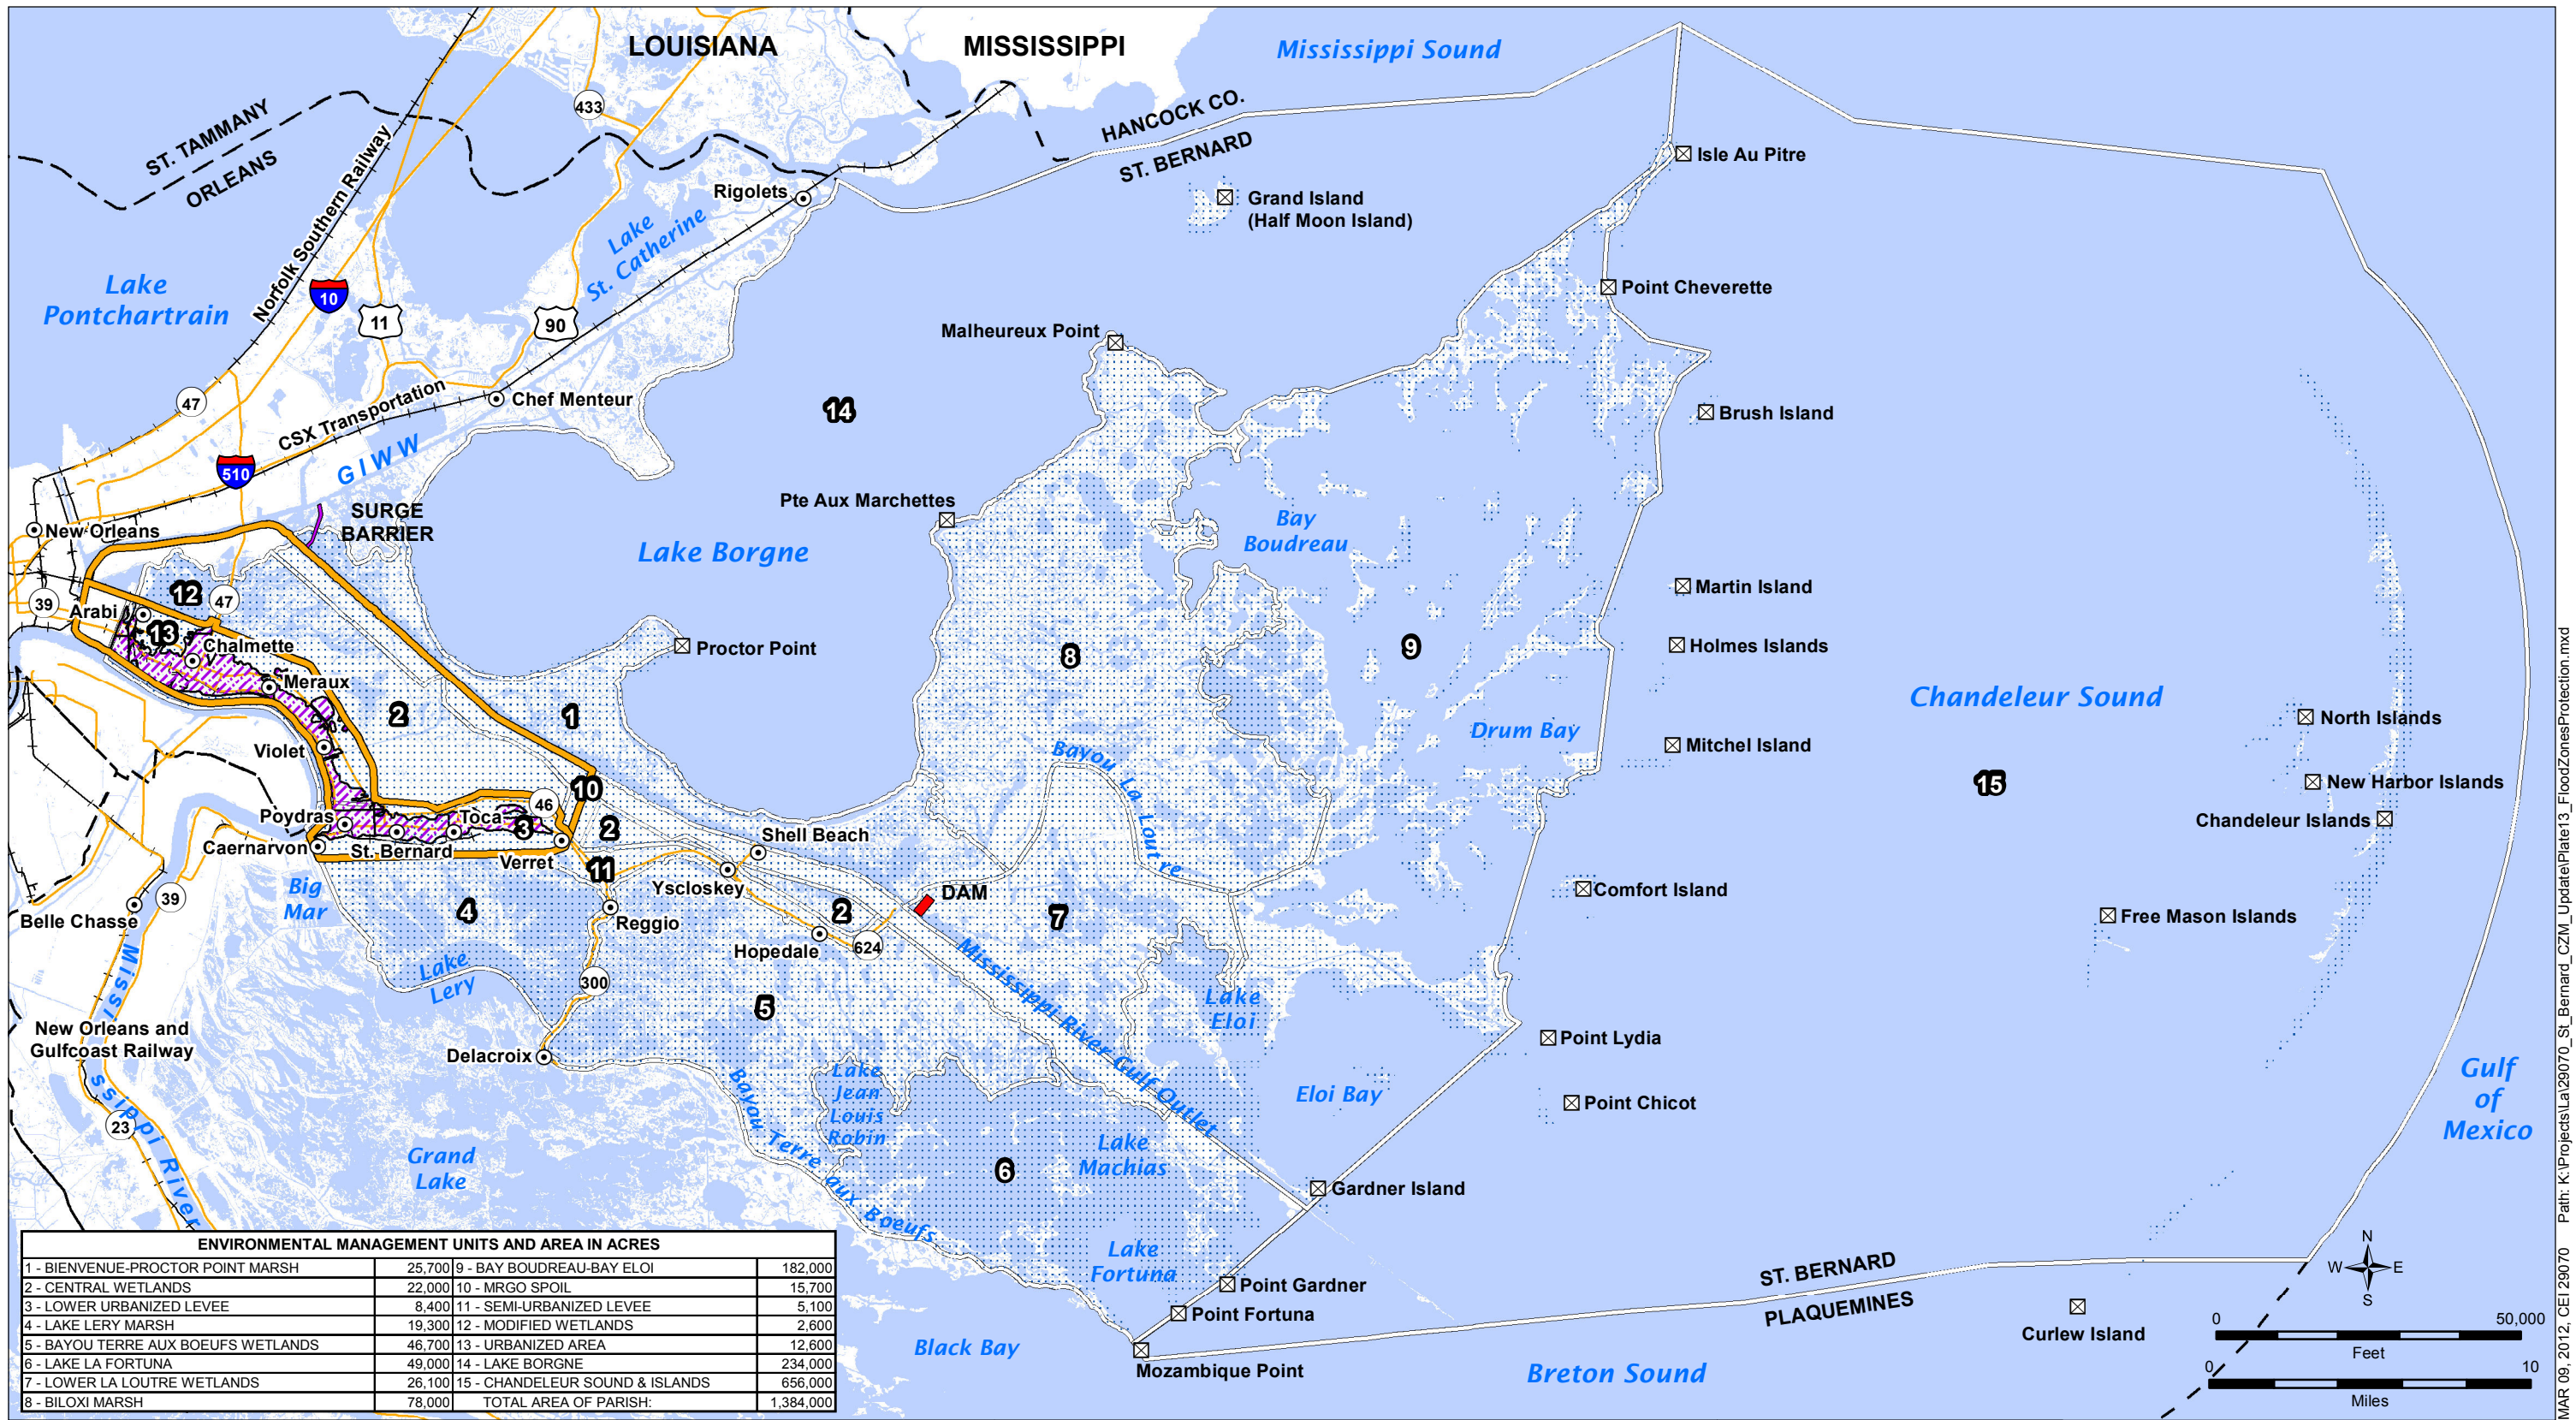 LOUISIANA
MISSISSIPPI
Mississippi Sound
433
HANCOCK CO.
ST. BERNARD
ST. TAMMANY
ORLEANS
Norfolk Southern Railway
Isle Au Pitre
Rigolets
Grand Island
(Half Moon Island)
Lake
St. Catherine
Lake
Pontchartrain
10
11
90
Point Cheverette
Malheureux Point
47
CSX Transportation
Chef Menteur
14
Brush Island
510
GIWW
Pte Aux Marchettes
SURGE
BARRIER
New Orleans
Lake Borgne
Bay
Boudreau
12
39
Arabi
47
13
Chalmette
Martin Island
Proctor Point
8
9
Holmes Islands
Meraux
2
1
Chandeleur Sound
North Islands
Violet
Bayou La Loutre
Drum Bay
Mitchel Island
10
15
New Harbor Islands
Poydras
46
Toca
3
2
Shell Beach
Chandeleur Islands
Caernarvon
St. Bernard
Verret
11
Yscloskey
Big
Mar
39
4
DAM
Comfort Island
Belle Chasse
Reggio
2
7
Free Mason Islands
Hopedale
624
Mississippi River
Lake
Lery
300
Mississippi River Gulf Outlet
5
Lake
Eloi
New Orleans and
Gulfcoast Railway
Delacroix
Point Lydia
Lake
Jean
Louis
Robin
Bayau Terre aux Boeufs
Eloi Bay
Point Chicot
Gulf
of
Mexico
23
Grand
Lake
Lake
Machias
6
Gardner Island
Lake
Fortuna
Point Gardner
Point Fortuna
Black Bay
Mozambique Point
ST. BERNARD
PLAQUEMINES
Breton Sound
Curlew Island
N
W E
S
0 50,000
Feet
0 10
Miles
ENVIRONMENTAL MANAGEMENT UNITS AND AREA IN ACRES
1 - BIENVENUE-PROCTOR POINT MARSH 25,700 9 - BAY BOUDREAU-BAY ELOI 182,000
2 - CENTRAL WETLANDS 22,000 10 - MRGO SPOIL 15,700
3 - LOWER URBANIZED LEVEE 8,400 11 - SEMI-URBANIZED LEVEE 5,100
4 - LAKE LERY MARSH 19,300 12 - MODIFIED WETLANDS 2,600
5 - BAYOU TERRE AUX BOEUFS WETLANDS 46,700 13 - URBANIZED AREA 12,600
6 - LAKE LA FORTUNA 49,000 14 - LAKE BORGNE 234,000
7 - LOWER LA LOUTRE WETLANDS 26,100 15 - CHANDELEUR SOUND & ISLANDS 656,000
8 - BILOXI MARSH 78,000 TOTAL AREA OF PARISH: 1,384,000
MAR 09, 2012, CEI 29070 Path: K:\Projects\La\29070_St_Bernard_CZM_Update\Plate13_FloodZonesProtection.mxd